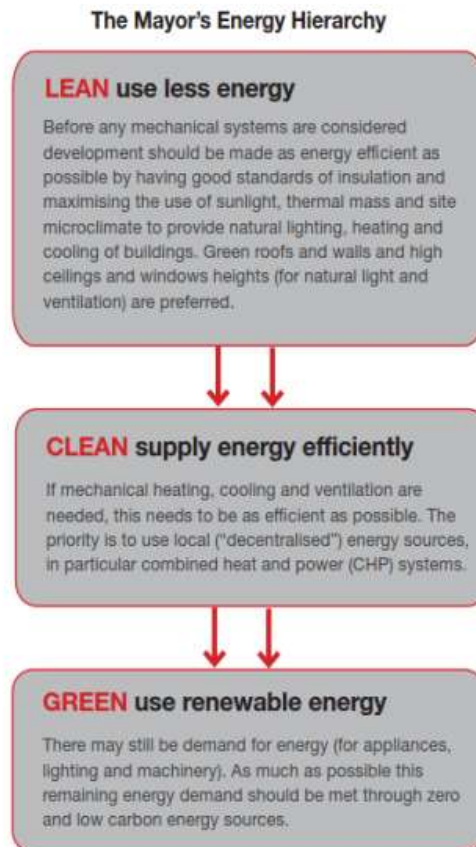 The Mayor's Energy Hierarchy
LEAN use less energy
Before any mechanical systems are considered
development should be made as energy efficient as
possible by having good standards of insulation and
maximising the use of sunlight, thermal mass and site
microclimate to provide natural lighting, heating and
cooling of buildings. Green roofs and walls and high
ceilings and windows heights (for natural light and
ventilation) are preferred.
CLEAN supply energy efficiently
If mechanical heating, cooling and ventilation are
needed, this needs to be as efficient as possible. The
priority is to use local ("decentralised") energy sources,
in particular combined heat and power (CHP) systems.
GREEN use renewable energy
There may still be demand for energy (for appliances,
lighting and machinery). As much as possible this
remaining energy demand should be met through zero
and low carbon energy sources.